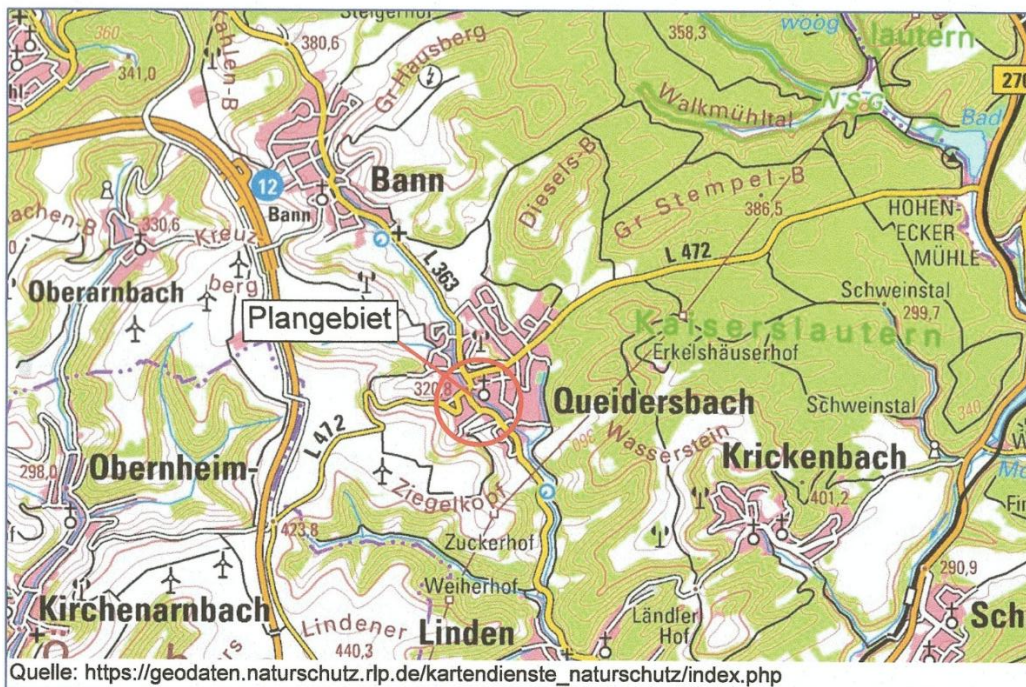 Steigerhof
360
341,0
380,6
Gr Hausberg
358,3
woog
lautern
N-S-G
Walkmühltal
270
Bad
12
Bann
Bann
Diesels-B
Gr Stempel-B
386,5
HOHEN-
ECKER
MÜHLE
330,6
Kreuz
berg
Oberarnbach
L 363
L 472
Schweinstal
299,7
Plangebiet
Kaiserslautern
Erkelshäuserhof
320,8
Queidersbach
Schweinstal
340
360
Wasserstein
Krickenbach
L 472
298,0
Obernheim-
Ziegelkopf
401,2
423,8
Zuckerhof
290,9
Weiherhof
Kirchenarnbach
Lindener
440,3
Linden
Ländler
Hof
Sch
Quelle: https://geodaten.naturschutz.rlp.de/kartendienste_naturschutz/index.php